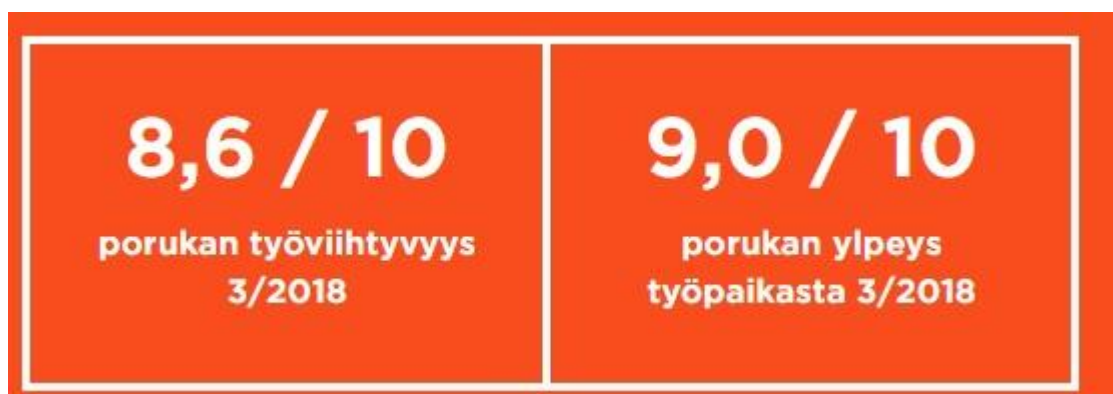 8,6 / 10
porukan työviihtyvyys
3/2018
9,0 / 10
porukan ylpeys
työpaikasta 3/2018